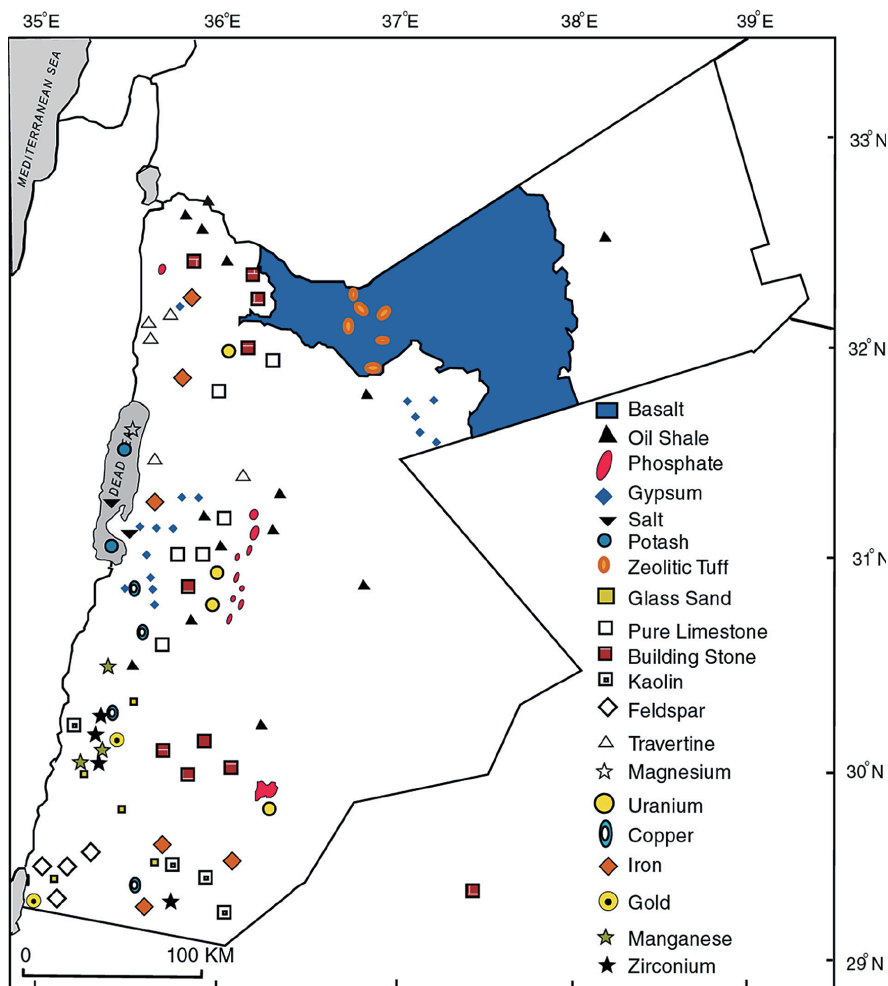 35°E 36°E 37°E 38°E 39°E
MEDITERRANEAN SEA
33°N
32°N
DEAD SEA
Basalt
Oil Shale
Phosphate
Gypsum
Salt
Potash
31°N
Zeolitic Tuff
Glass Sand
Pure Limestone
Building Stone
Kaolin
Feldspar
Travertine
Magnesium
30°N
Uranium
Copper
Iron
Gold
Manganese
Zirconium
0 100 KM
29°N